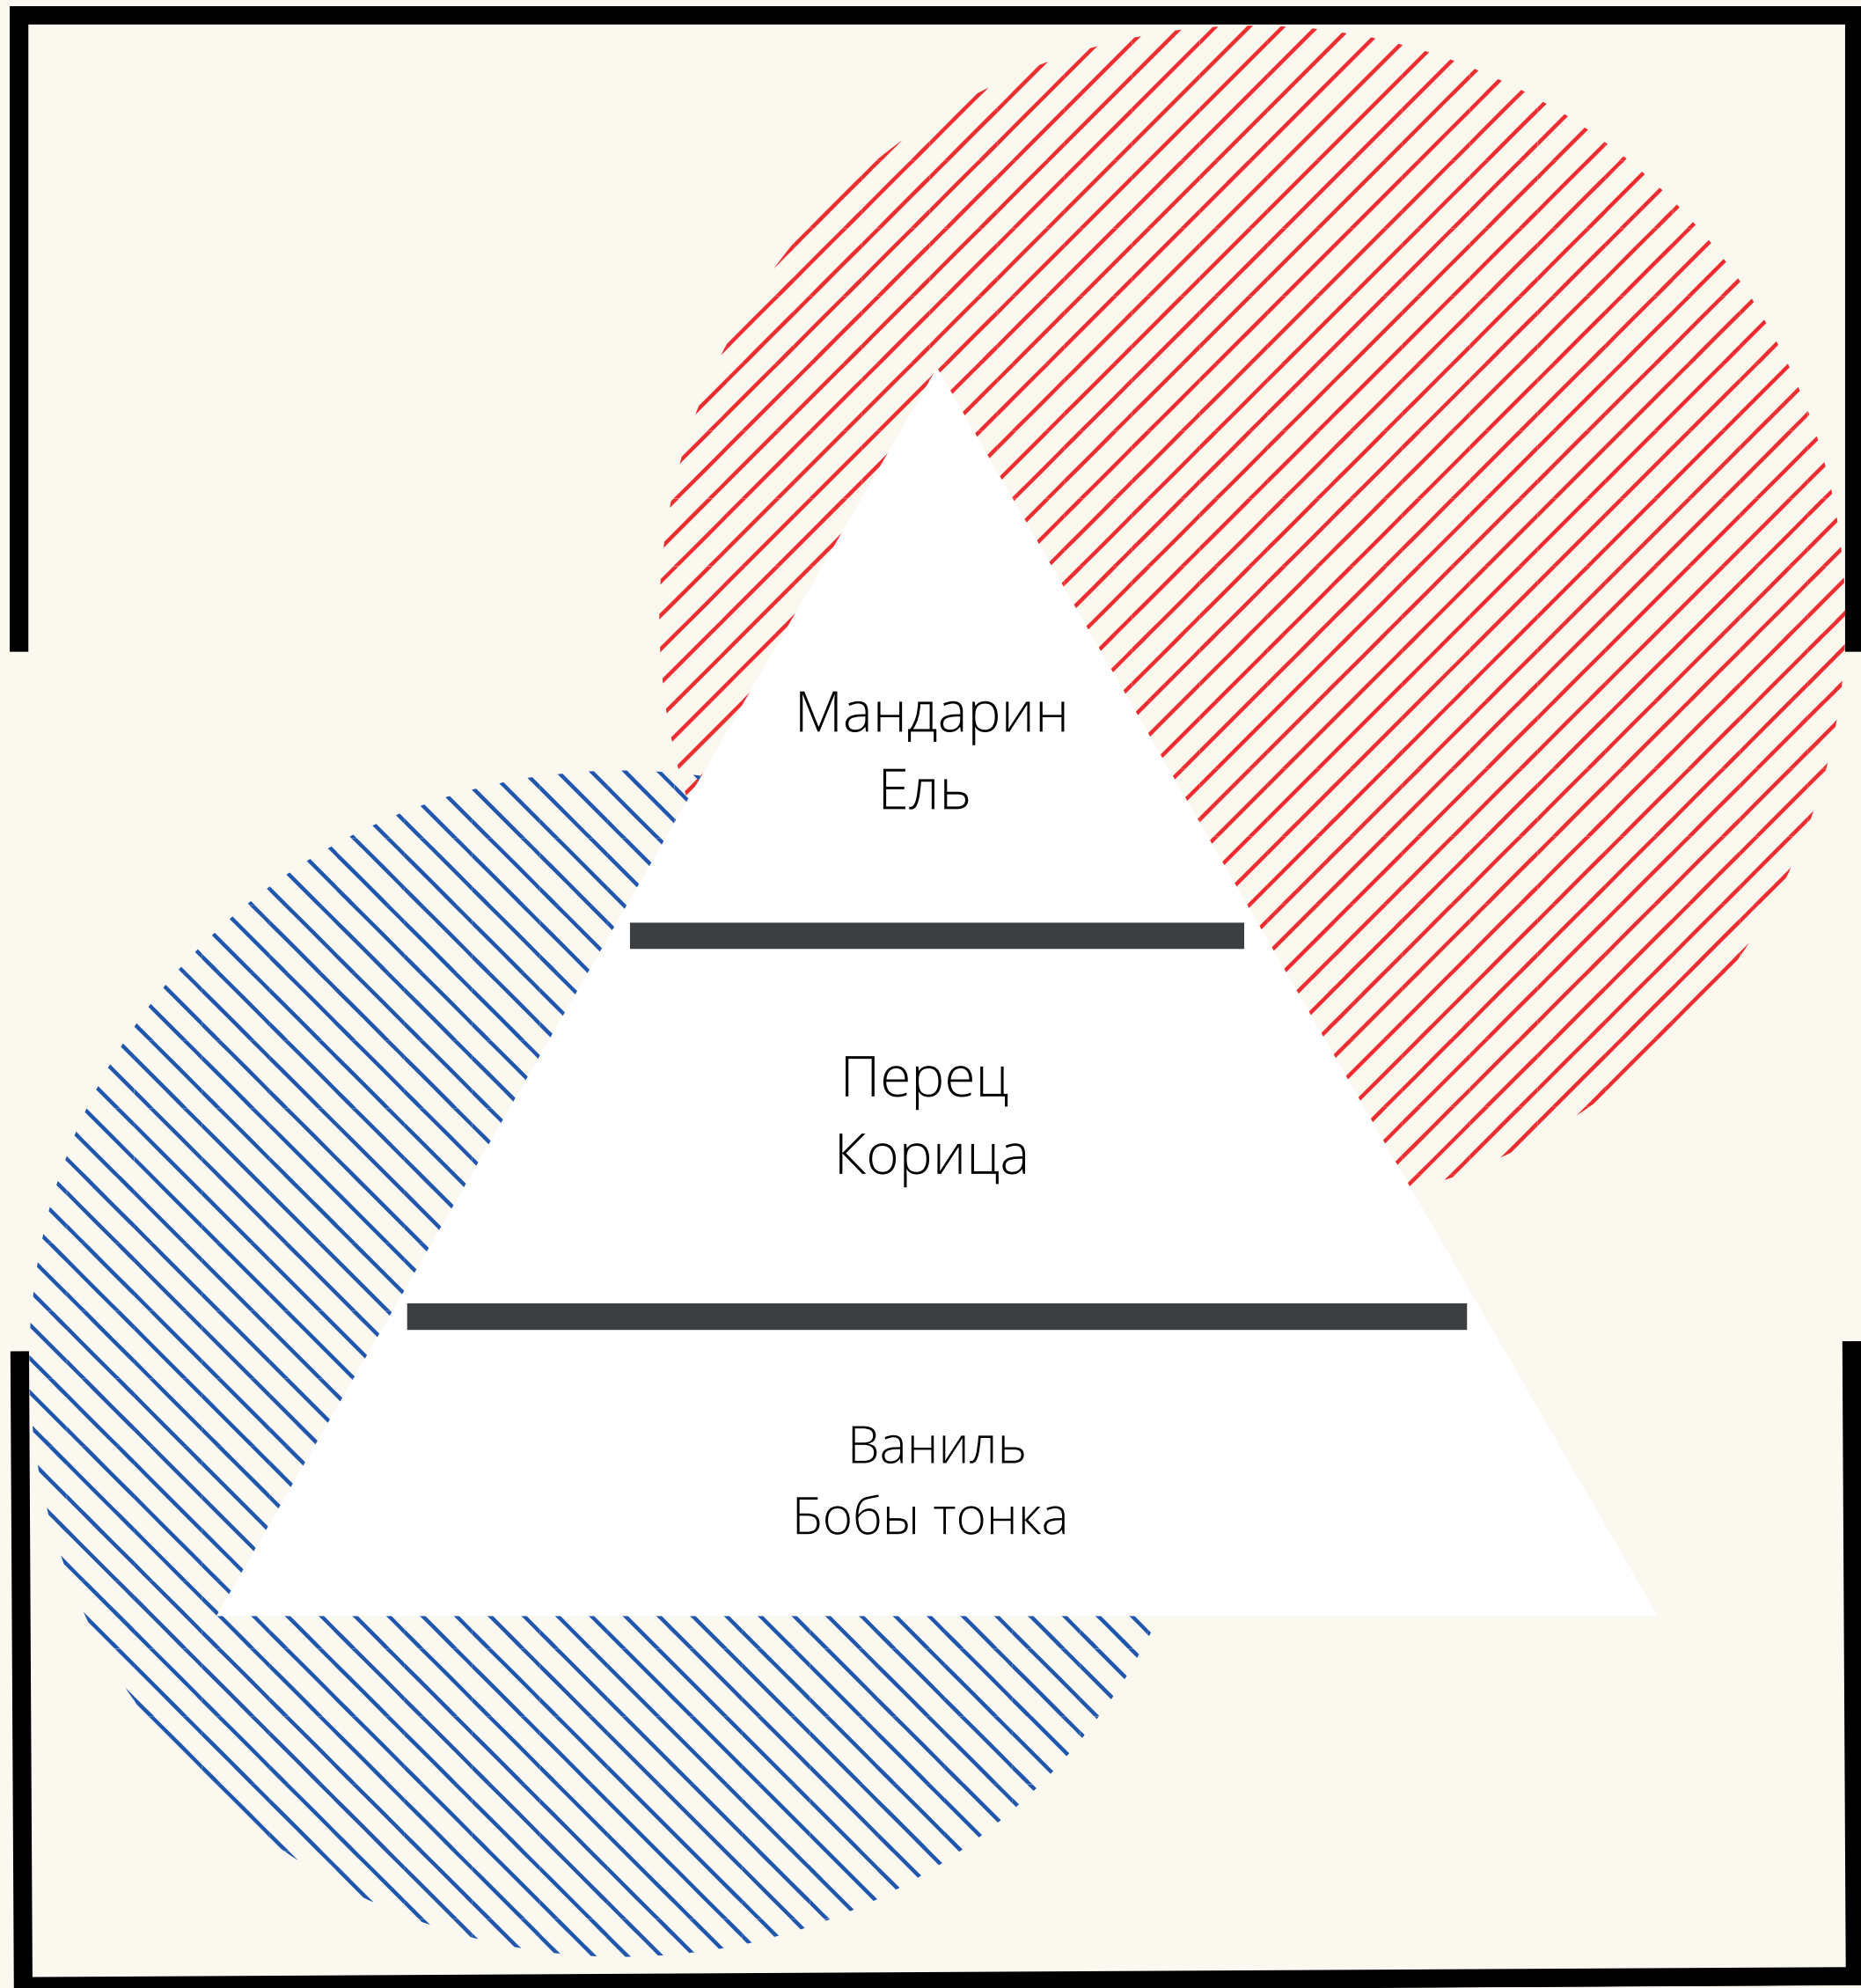 Мандарин
Ель
Перец
Корица
Ваниль
Бобы тонка